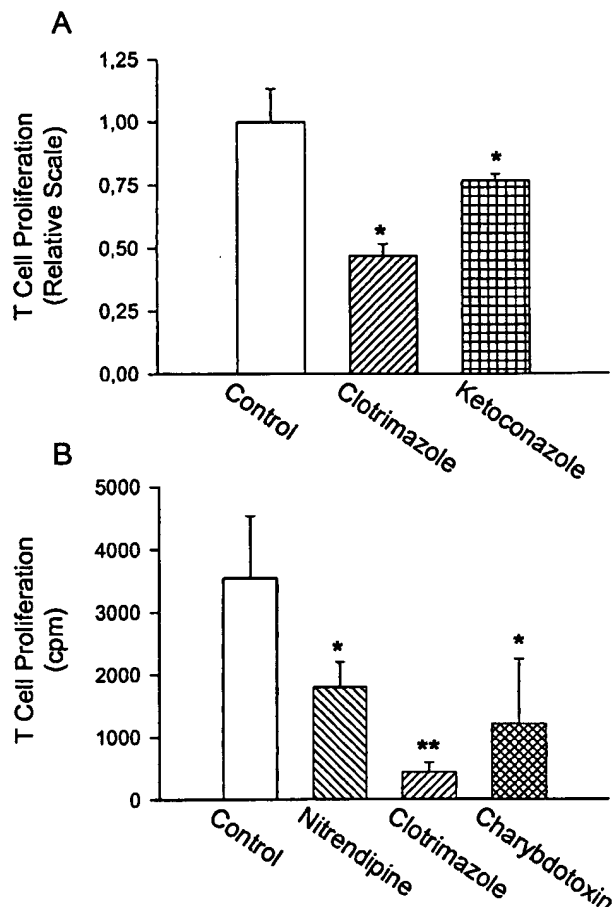 A
T Cell Proliferation
(Relative Scale)
1,25
1,00
0,75
0,50
0,25
0,00
*
*
Control
Clotrimazole
Ketoconazole
B
T Cell Proliferation
(cpm)
5000
4000
3000
2000
1000
0
*
**
*
Control
Nitrendipine
Clotrimazole
Charybdotoxin